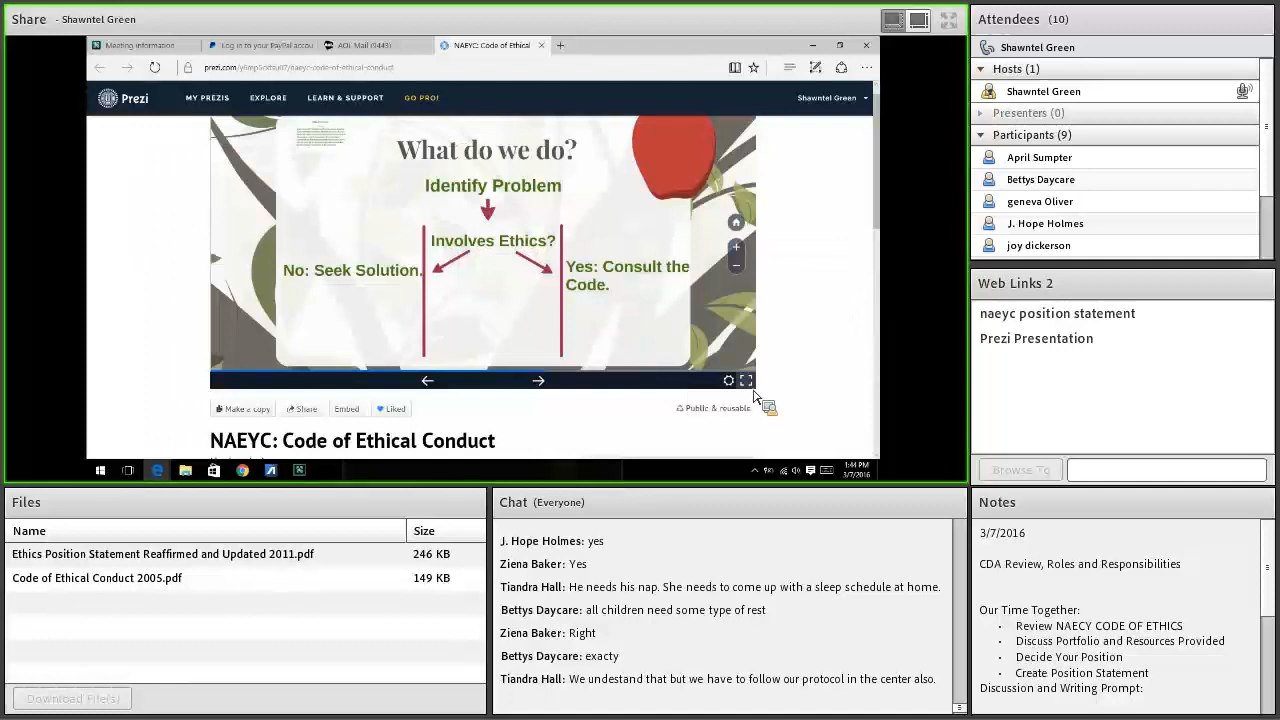 Share - Shawntel Green
Meeting information
Log in to your PayPal accou
AOL Mail (9443)
NAEYC: Code of Ethical
Prezi
MY PREZIS
EXPLORE
LEARN & SUPPORT
GO PRO!
Shawntel Green
What do we do?
Identify Problem
Involves Ethics?
No: Seek Solution.
Yes: Consult the
Code.
Make a copy
Share
Embed
Liked
Public & reusable
NAEYC: Code of Ethical Conduct
1:44 PM
3/7/2016
Attendees (10)
Shawntel Green
Hosts (1)
Shawntel Green
Presenters (0)
Participants (9)
April Sumpter
Bettys Daycare
geneva Oliver
J. Hope Holmes
joy dickerson
Web Links 2
naeyc position statement
Prezi Presentation
Browse To
Files
Name Size
Ethics Position Statement Reaffirmed and Updated 2011.pdf 246 KB
Code of Ethical Conduct 2005.pdf 149 KB
Download File(s)
Chat (Everyone)
J. Hope Holmes: yes
Ziena Baker: Yes
Tiandra Hall: He needs his nap. She needs to come up with a sleep schedule at home.
Bettys Daycare: all children need some type of rest
Ziena Baker: Right
Bettys Daycare: exacty
Tiandra Hall: We undestand that but we have to follow our protocol in the center also.
Notes
3/7/2016
CDA Review, Roles and Responsibilities
Our Time Together:
• Review NAECY CODE OF ETHICS
• Discuss Portfolio and Resources Provided
• Decide Your Position
• Create Position Statement
Discussion and Writing Prompt: